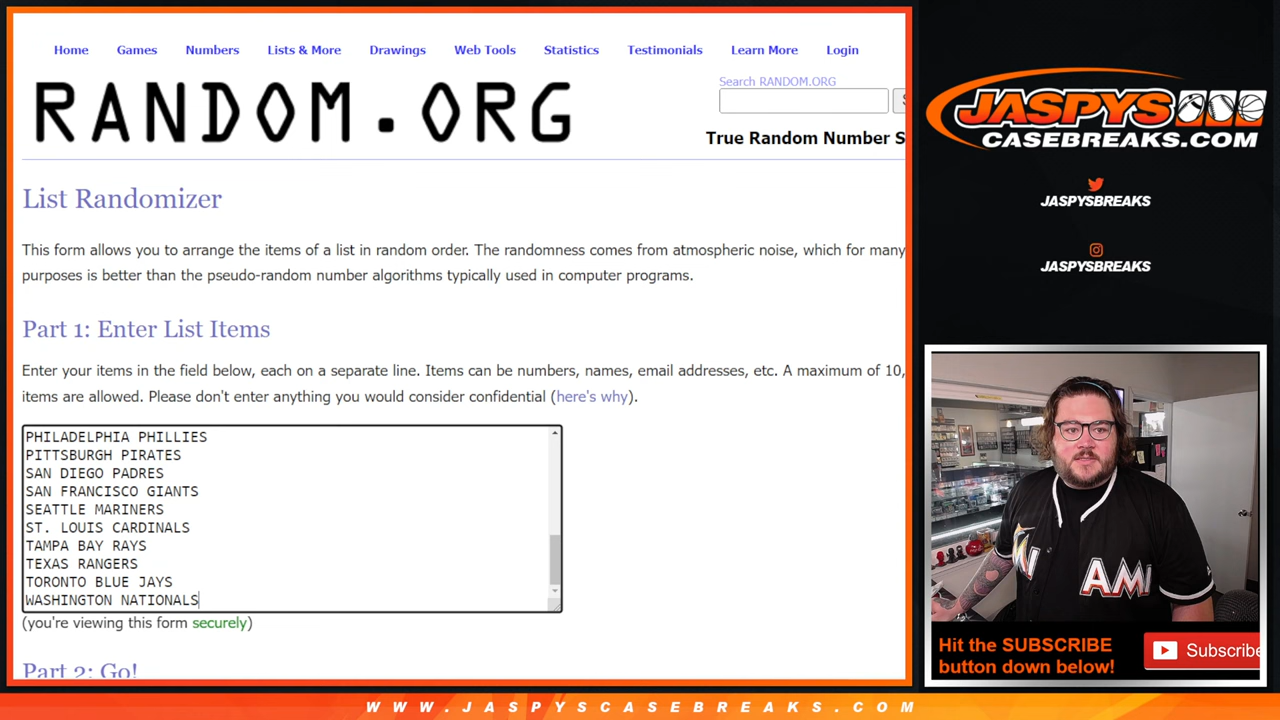 Home Games Numbers Lists & More Drawings Web Tools Statistics Testimonials Learn More Login
RANDOM.ORG
Search RANDOM.ORG
True Random Number S
List Randomizer
This form allows you to arrange the items of a list in random order. The randomness comes from atmospheric noise, which for many
purposes is better than the pseudo-random number algorithms typically used in computer programs.
Part 1: Enter List Items
Enter your items in the field below, each on a separate line. Items can be numbers, names, email addresses, etc. A maximum of 10,
items are allowed. Please don't enter anything you would consider confidential (here's why).
PHILADELPHIA PHILLIES
PITTSBURGH PIRATES
SAN DIEGO PADRES
SAN FRANCISCO GIANTS
SEATTLE MARINERS
ST. LOUIS CARDINALS
TAMPA BAY RAYS
TEXAS RANGERS
TORONTO BLUE JAYS
WASHINGTON NATIONALS
(you're viewing this form securely)
Part 2: Go!
JASPYS
CASEBREAKS.COM
JASPYSBREAKS
JASPYSBREAKS
AMI
Hit the SUBSCRIBE
button down below!
Subscribe
WWW.JASPYSCASEBREAKS.COM